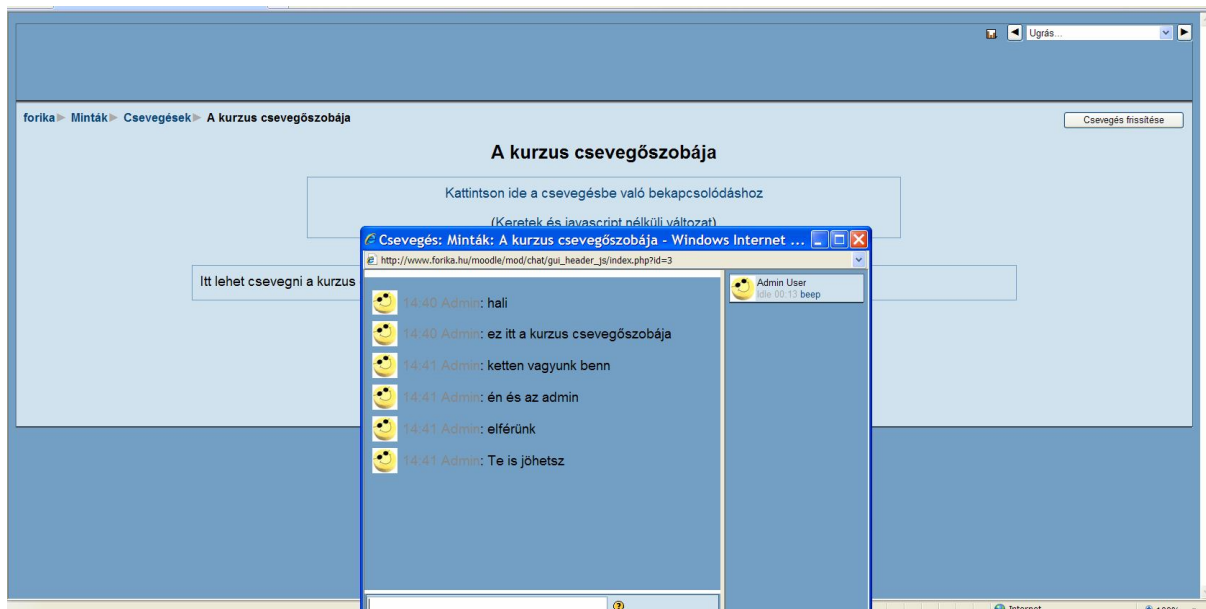 Ugrás...
forika Minták Csevegések A kurzus csevegőszobája
Csevegés frissítése
A kurzus csevegőszobája
Kattintson ide a csevegésbe való bekapcsolódáshoz
(Keretek és javascript nélküli változat)
Itt lehet csevegni a kurzus
Csevegés: Minták: A kurzus csevegőszobája - Windows Internet ...
http://www.forika.hu/moodle/mod/chat/gui_header_js/index.php?id=3
14:40 Admin: hali
14:40 Admin: ez itt a kurzus csevegőszobája
14:41 Admin: ketten vagyunk benn
14:41 Admin: én és az admin
14:41 Admin: elférünk
14:41 Admin: Te is jöhetsz
Admin User
Idle 00:13 beep
Internet
100%